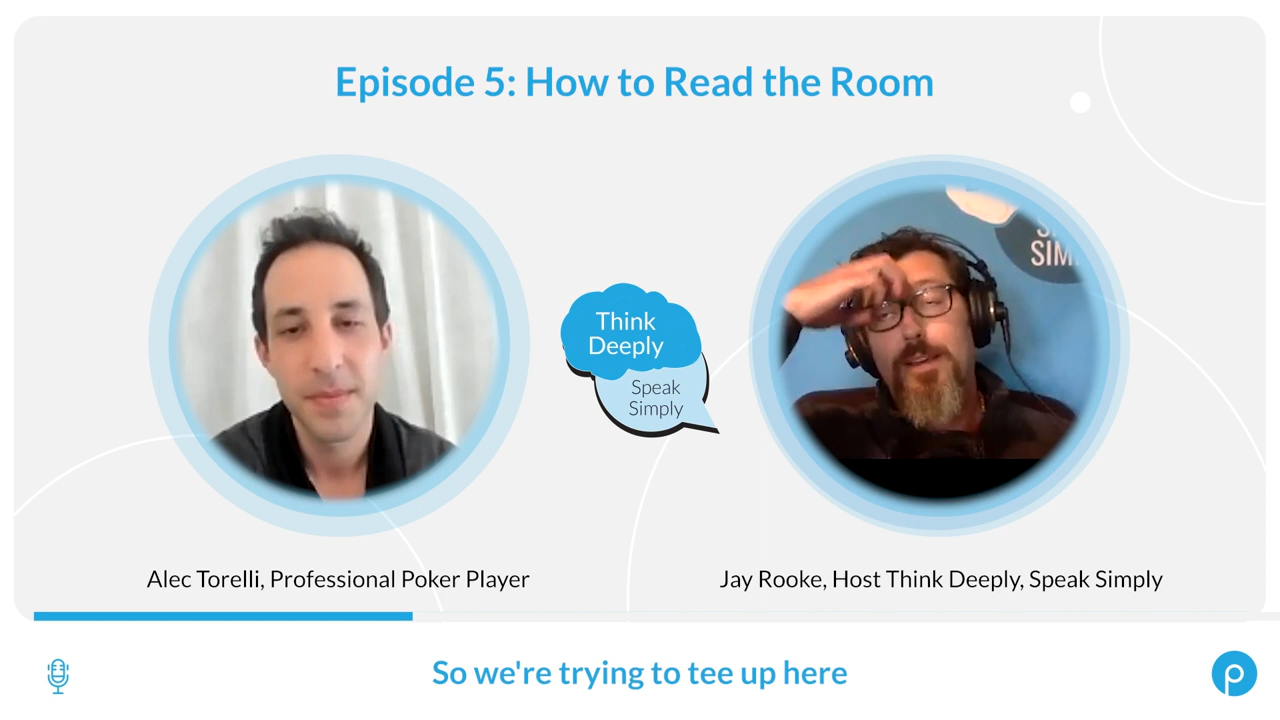 Episode 5: How to Read the Room
SIM
Think
Deeply
Speak
Simply
Alec Torelli, Professional Poker Player
Jay Rooke, Host Think Deeply, Speak Simply
So we're trying to tee up here